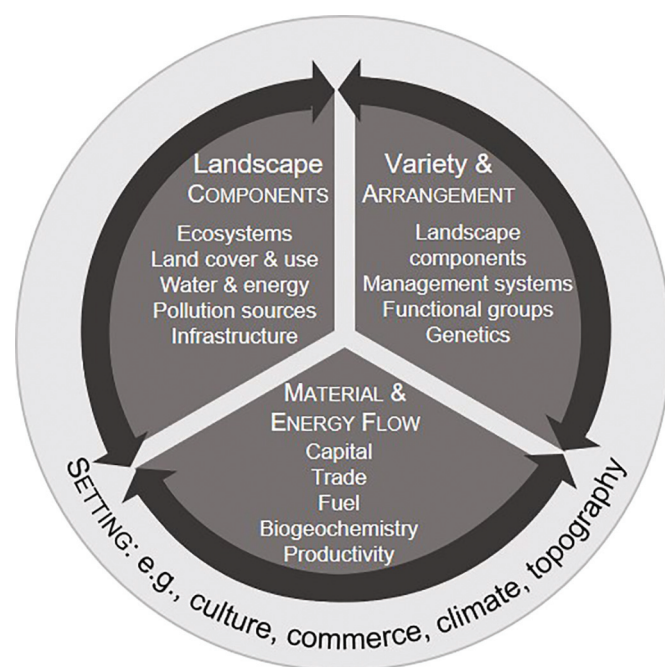 Landscape
COMPONENTS
Ecosystems
Land cover & use
Water & energy
Pollution sources
Infrastructure
Variety &
ARRANGEMENT
Landscape
components
Management systems
Functional groups
Genetics
MATERIAL &
ENERGY FLOW
Capital
Trade
Fuel
Biogeochemistry
Productivity
SETTING: e.g., culture, commerce, climate, topography